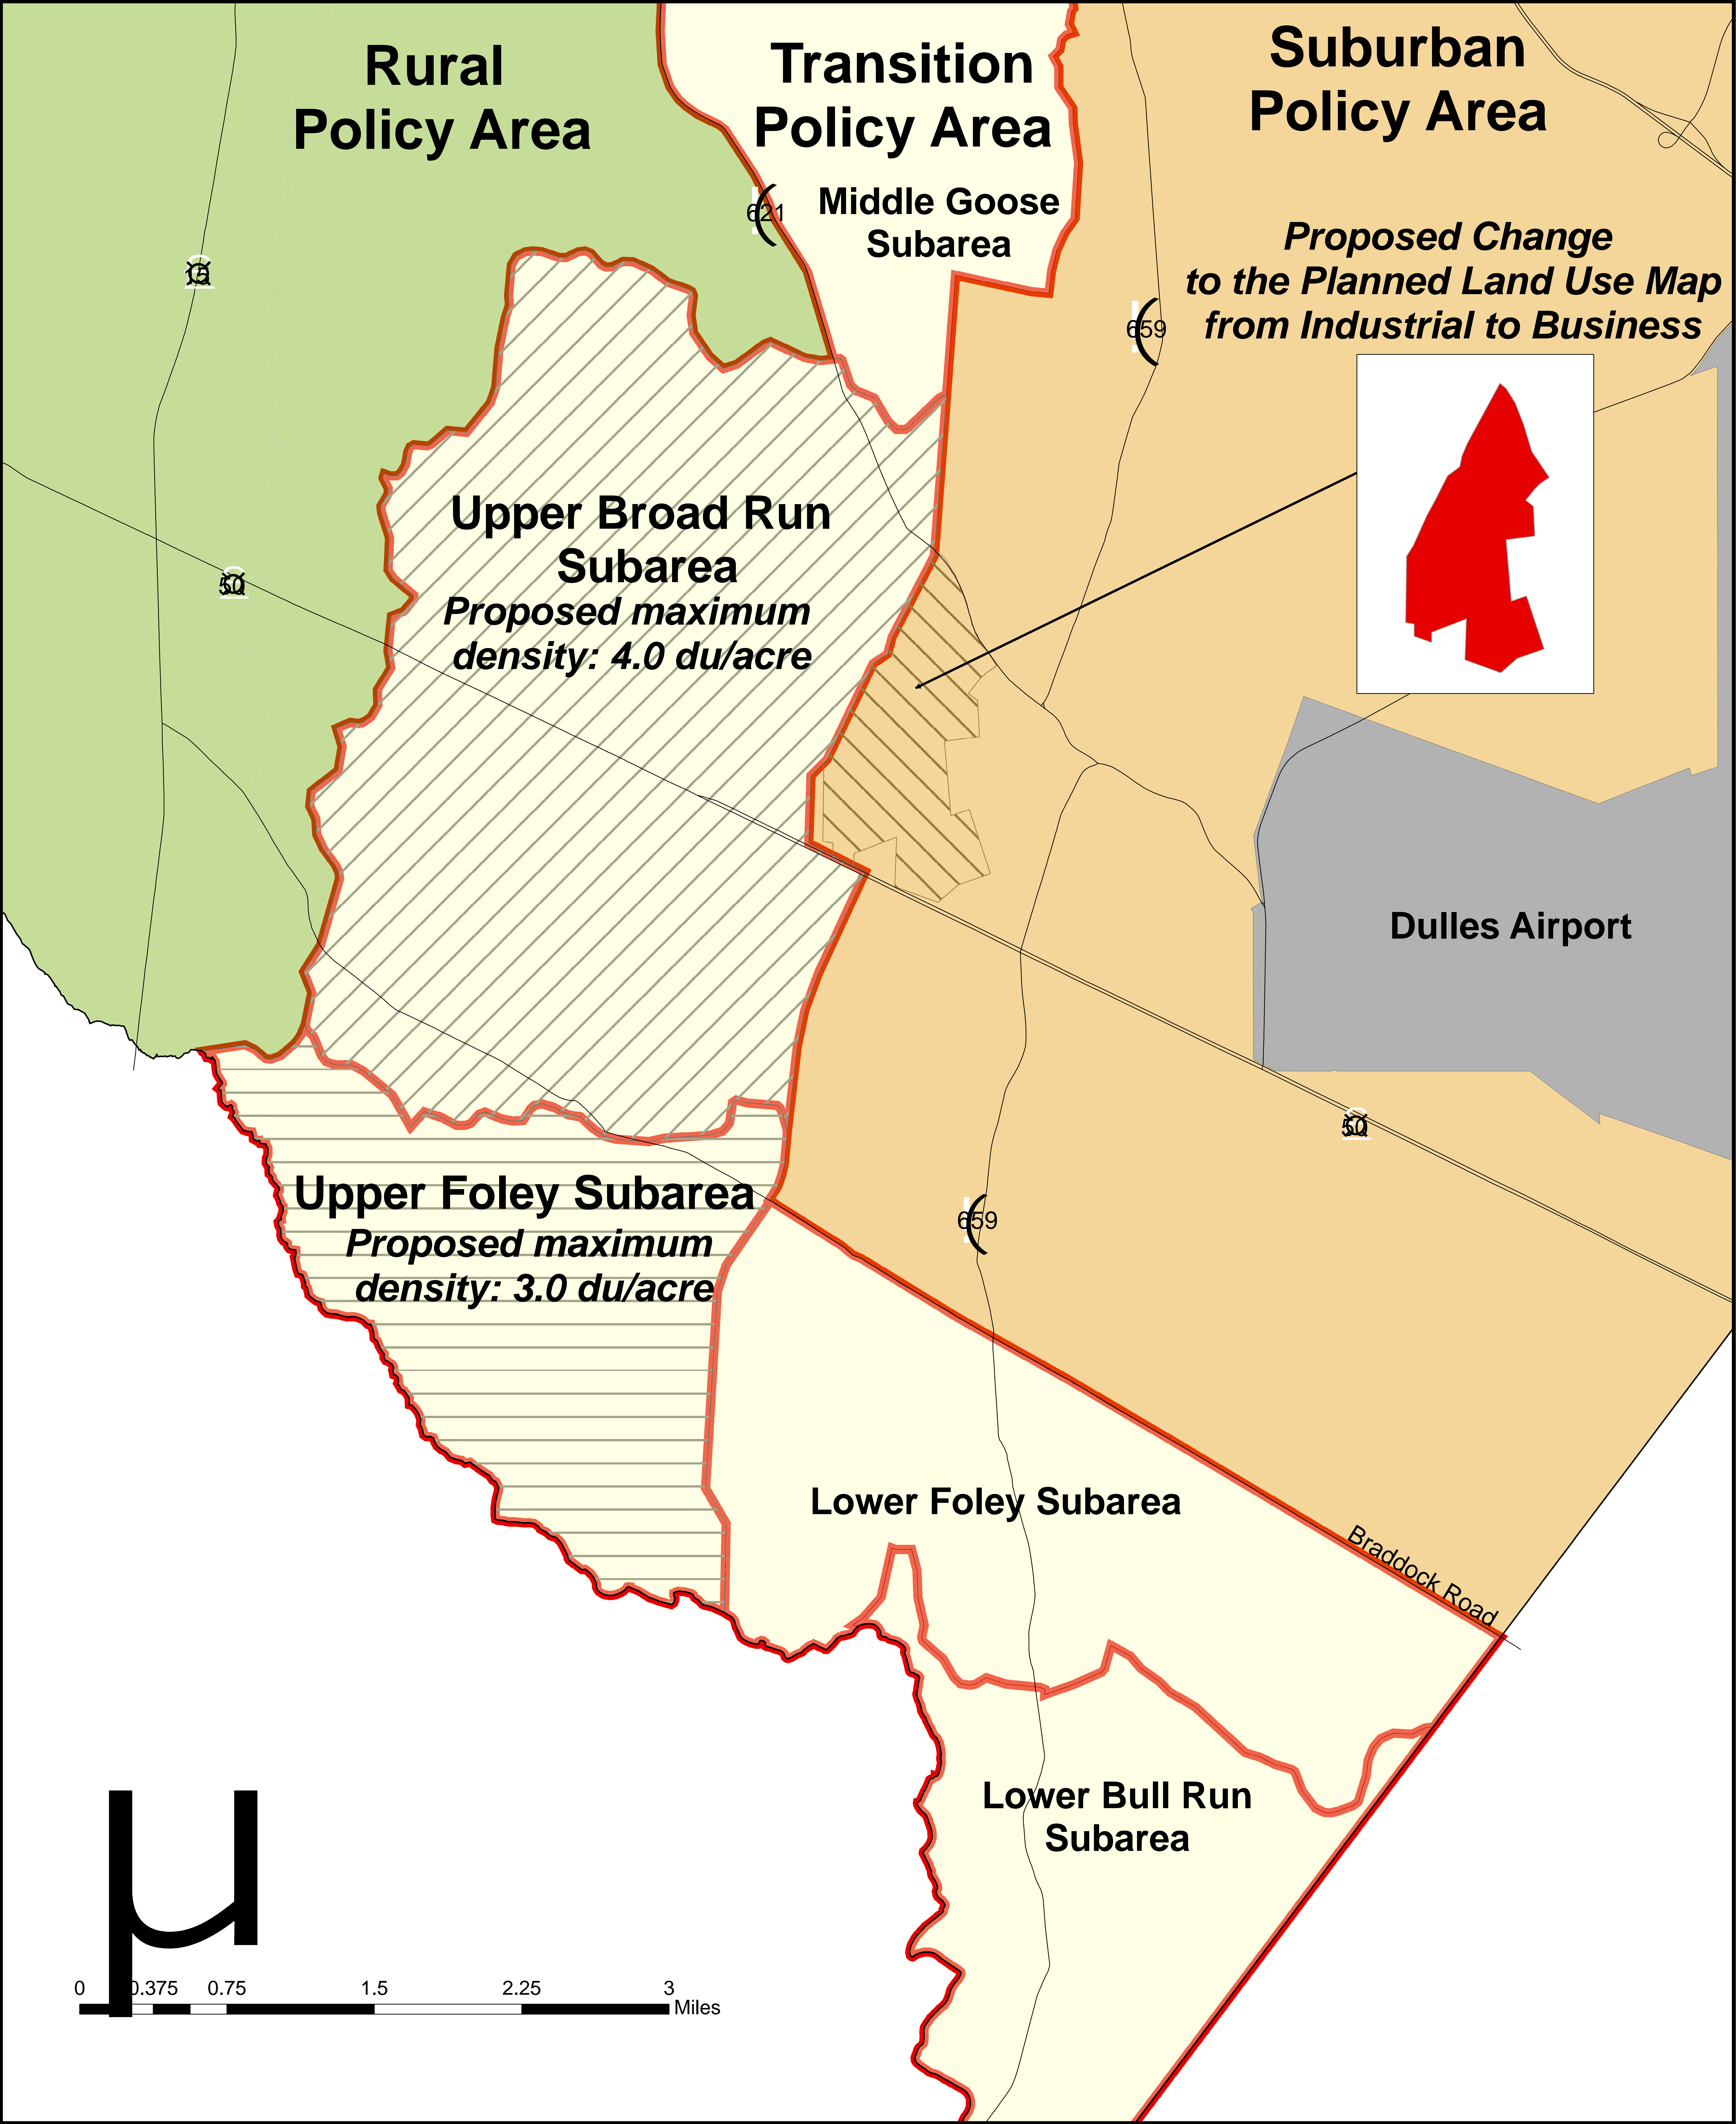 Rural
Policy Area
Transition
Policy Area
Middle Goose
Subarea
Suburban
Policy Area
Proposed Change
to the Planned Land Use Map
from Industrial to Business
621
15
659
Upper Broad Run
Subarea
Proposed maximum
density: 4.0 du/acre
50
Dulles Airport
50
Upper Foley Subarea
Proposed maximum
density: 3.0 du/acre
659
Lower Foley Subarea
Braddock Road
Lower Bull Run
Subarea
µ
0 0.375 0.75 1.5 2.25 3
Miles